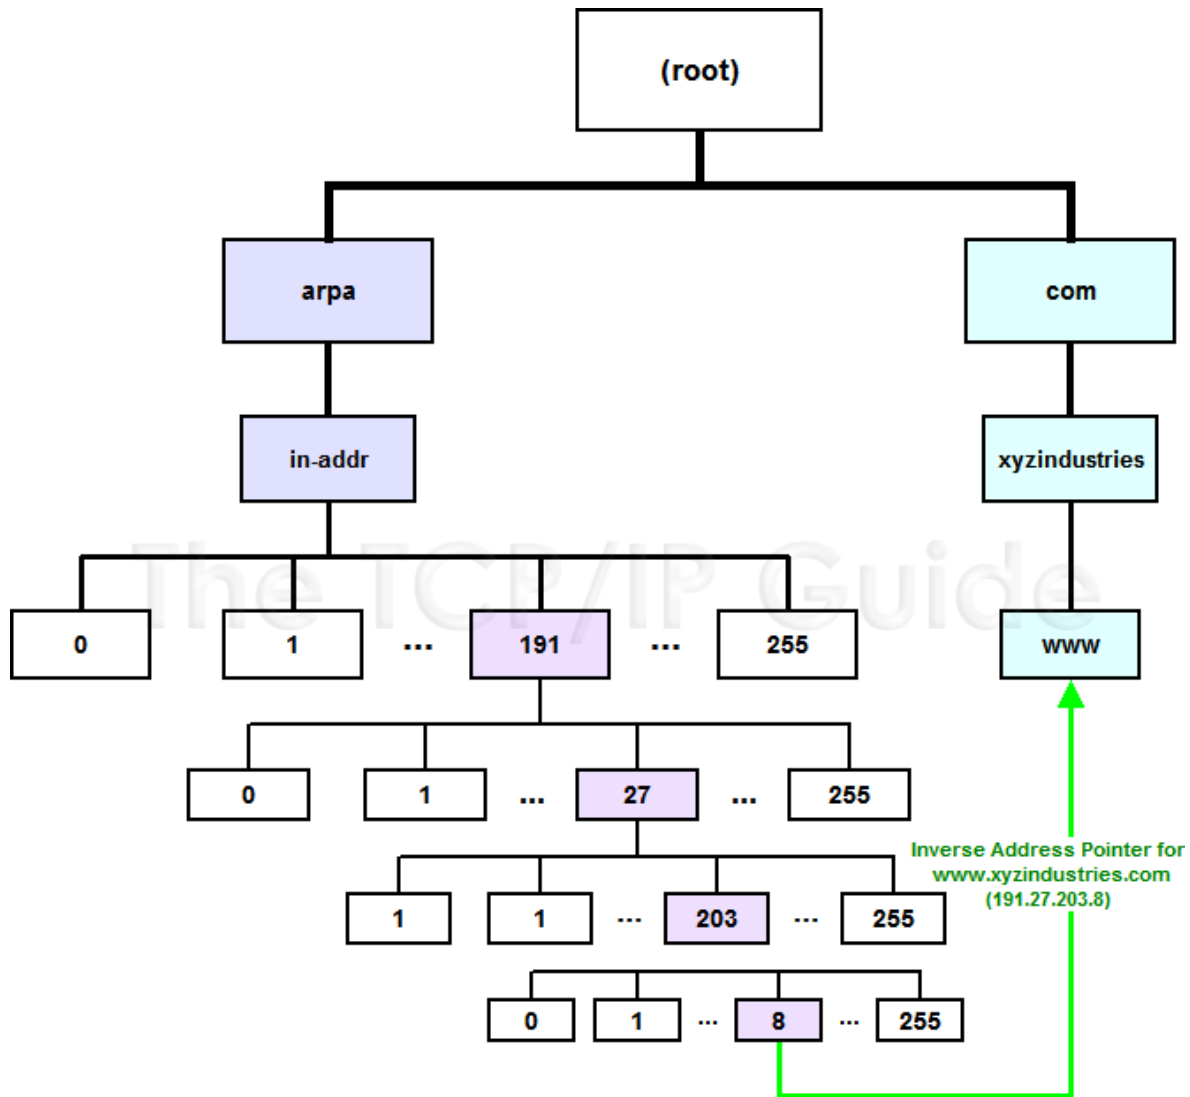 (root)
arpa
com
in-addr
xyzindustries
The TCP/IP Guide
0
1
...
191
...
255
www
0
1
...
27
...
255
Inverse Address Pointer for
www.xyzindustries.com
(191.27.203.8)
1
1
...
203
...
255
0
1
...
8
...
255